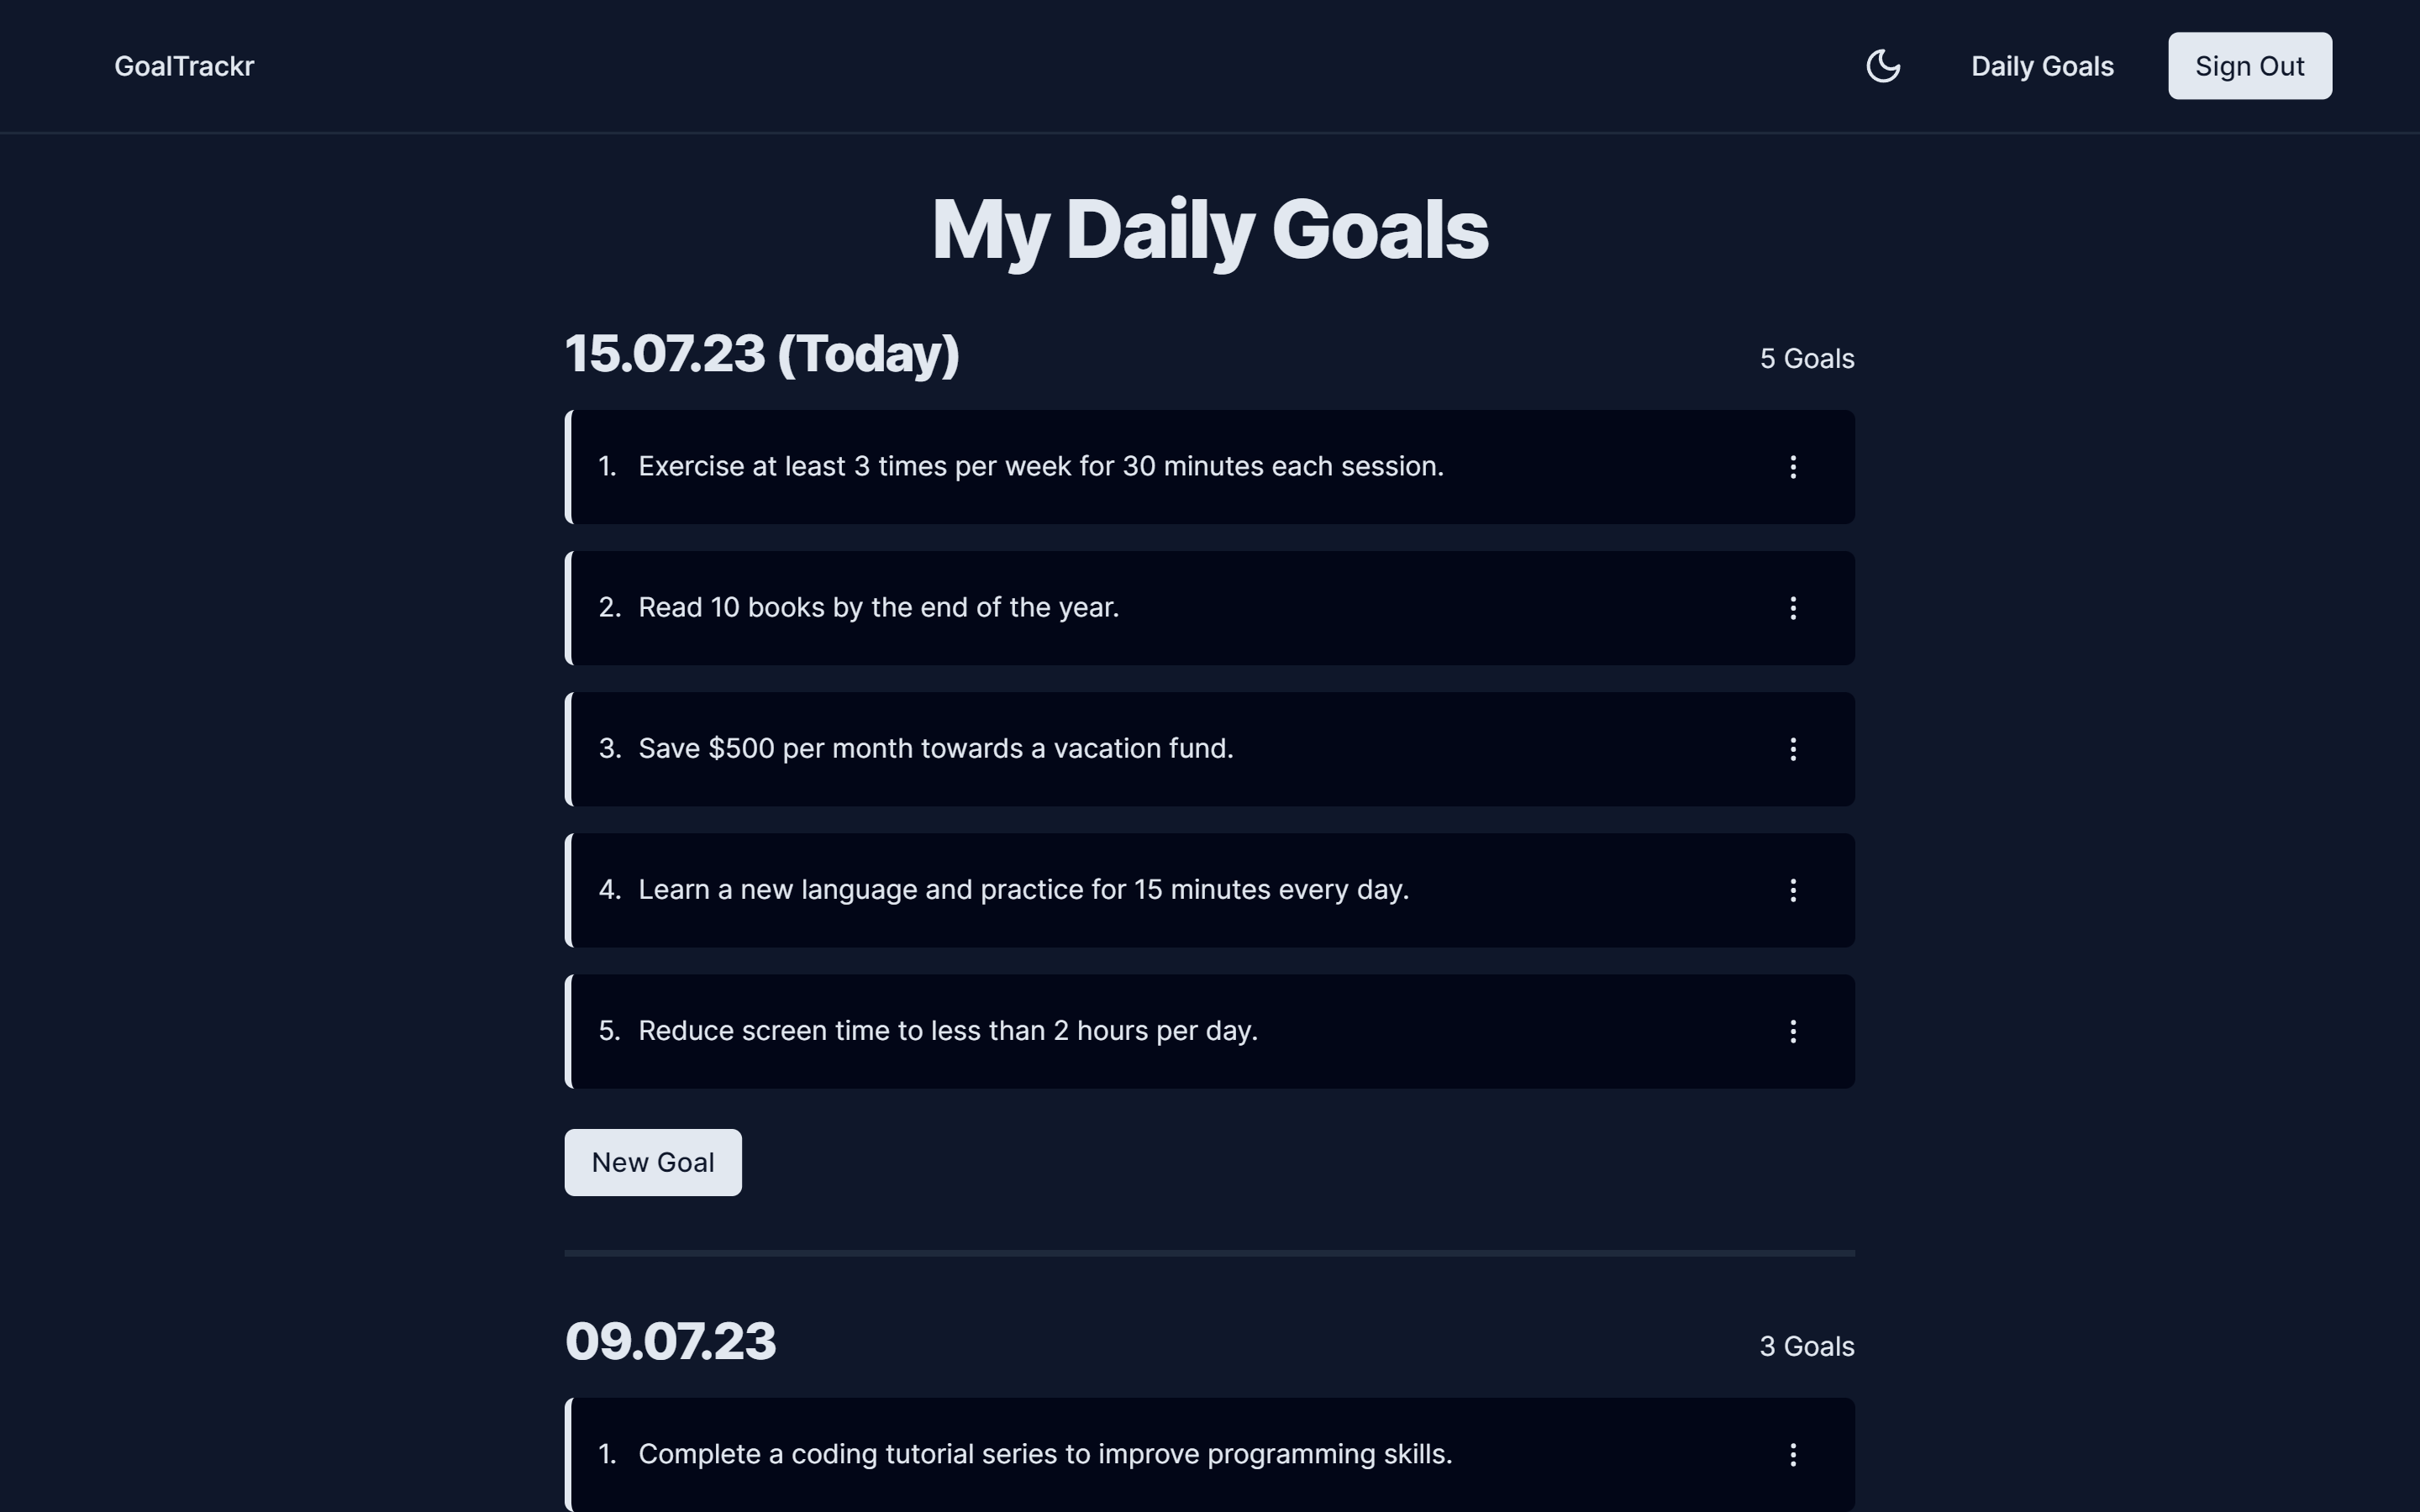 GoalTrackr
Daily Goals
Sign Out
My Daily Goals
15.07.23 (Today)
5 Goals
1. Exercise at least 3 times per week for 30 minutes each session.
2. Read 10 books by the end of the year.
3. Save $500 per month towards a vacation fund.
4. Learn a new language and practice for 15 minutes every day.
5. Reduce screen time to less than 2 hours per day.
New Goal
09.07.23
3 Goals
1. Complete a coding tutorial series to improve programming skills.